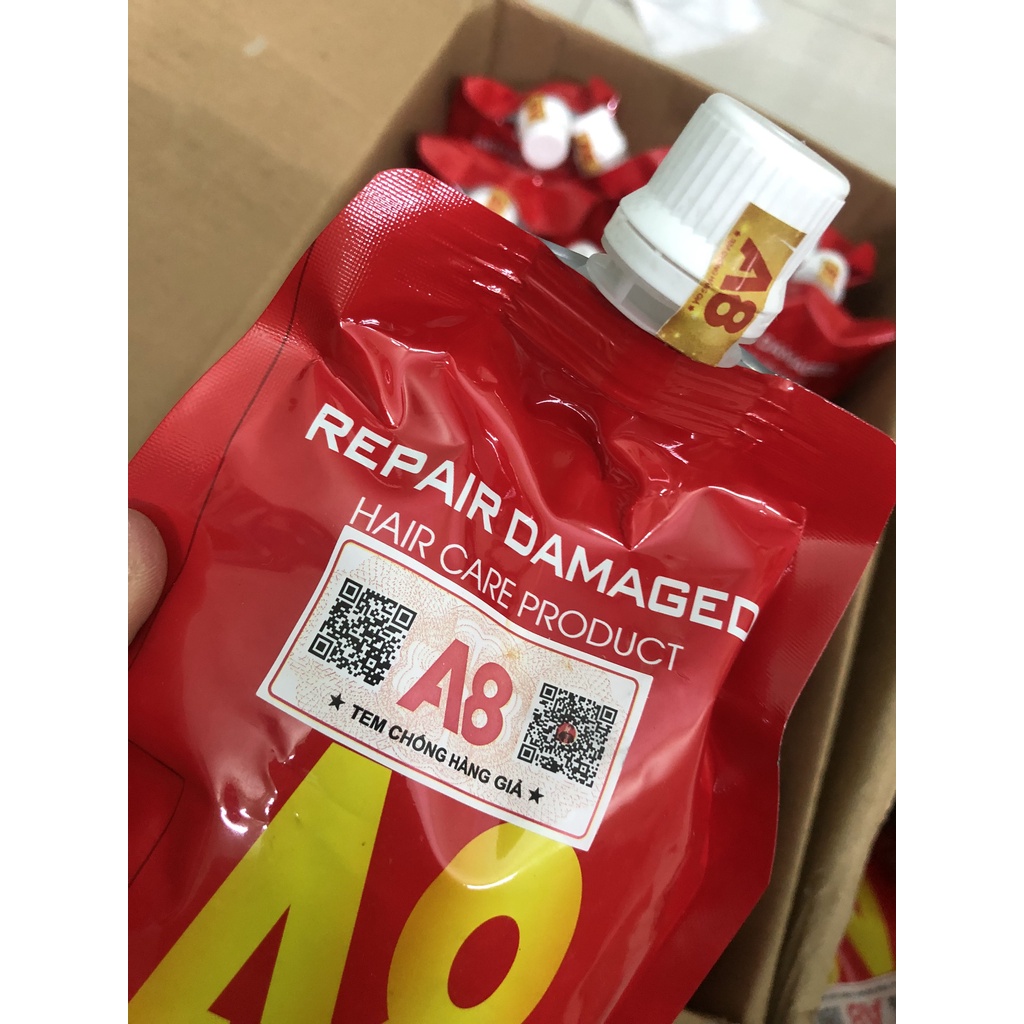 A8
REPAIR DAMAGED
HAIR CARE PRODUCT
A8
★ TEM CHỐNG HÀNG GIẢ ★
A8